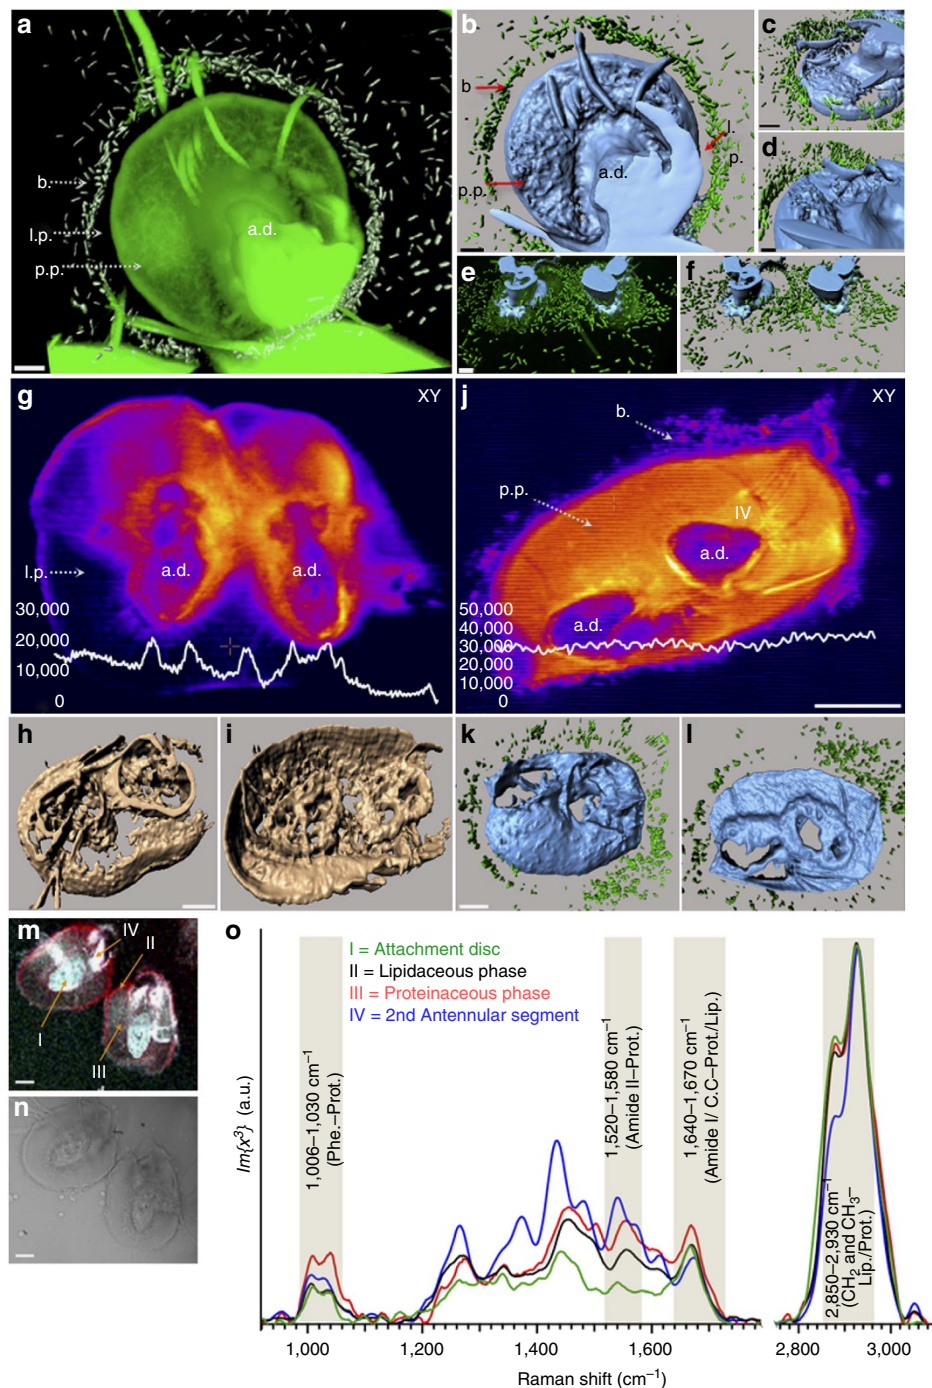 a
b.
l.p.
p.p.
a.d.
b
b
l.
p.
p.p.
a.d.
c
d
e
f
g
XY
l.p.
a.d.
a.d.
30,000
20,000
10,000
0
j
XY
b.
p.p.
IV
a.d.
a.d.
50,000
40,000
30,000
20,000
10,000
0
h
i
k
l
m
IV
II
I
III
n
o
I = Attachment disc
II = Lipidaceous phase
III = Proteinaceous phase
IV = 2nd Antennular segment
1,006–1,030 cm⁻¹
(Phe.–Prot.)
1,520–1,580 cm⁻¹
(Amide II–Prot.)
1,640–1,670 cm⁻¹
(Amide I/ C.C–Prot./Lip.)
2,850–2,930 cm⁻¹
(CH₂ and CH₃–
Lip./Prot.)
Im{x³} (a.u.)
1,000
1,200
1,400
1,600
2,800
3,000
Raman shift (cm⁻¹)